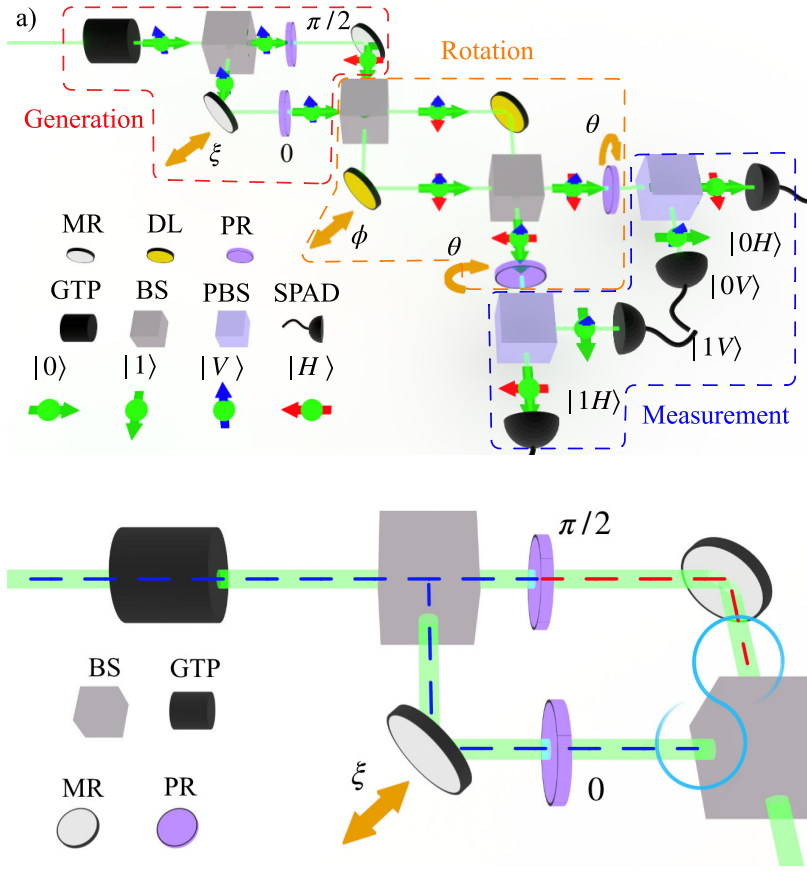 a)
π/2
Rotation
Generation
ξ
0
θ
MR DL PR
ϕ
θ
|0H⟩
|0V⟩
GTP BS PBS SPAD
|1V⟩
|0⟩ |1⟩ |V⟩ |H⟩
|1H⟩
Measurement
π/2
BS GTP
MR PR
ξ
0